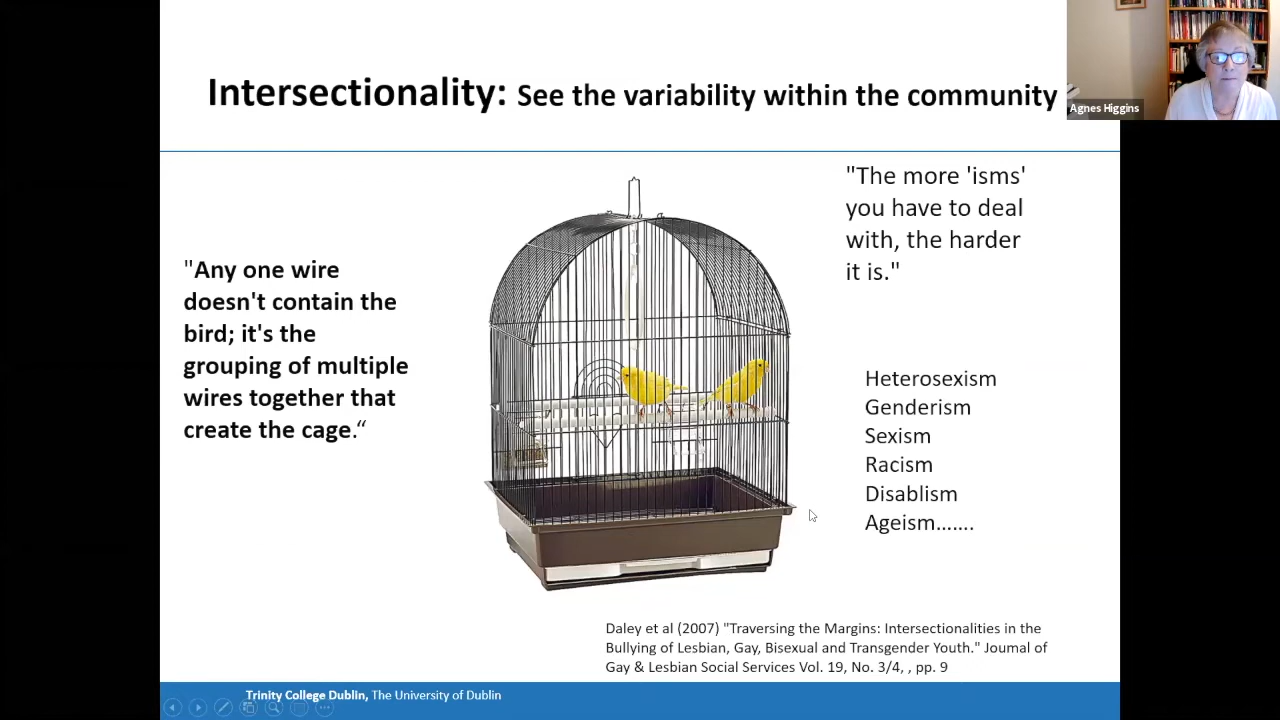 Intersectionality: See the variability within the community
Agnes Higgins
"The more 'isms'
you have to deal
with, the harder
it is."
"Any one wire
doesn't contain the
bird; it's the
grouping of multiple
wires together that
create the cage.“
Heterosexism
Genderism
Sexism
Racism
Disablism
Ageism…….
Daley et al (2007) "Traversing the Margins: Intersectionalities in the
Bullying of Lesbian, Gay, Bisexual and Transgender Youth." Journal of
Gay & Lesbian Social Services Vol. 19, No. 3/4, , pp. 9
Trinity College Dublin, The University of Dublin